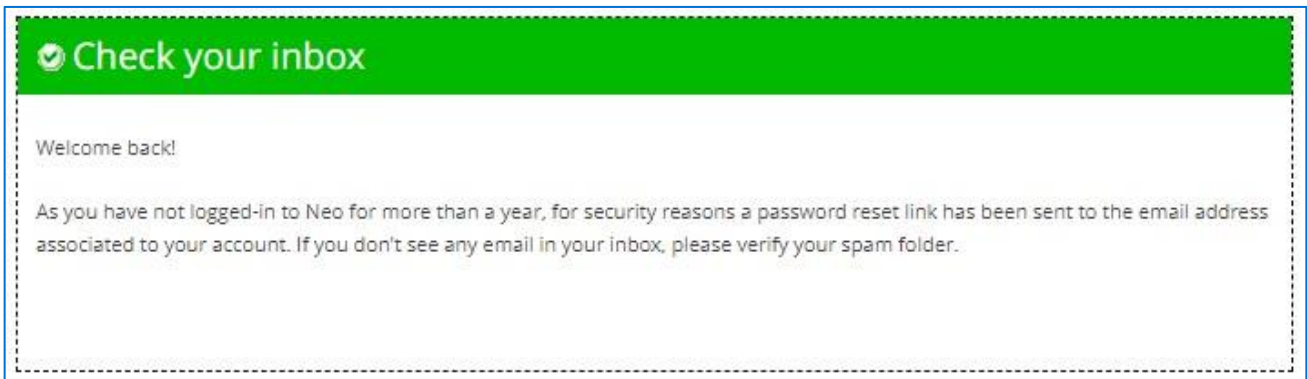 Check your inbox
Welcome back!
As you have not logged-in to Neo for more than a year, for security reasons a password reset link has been sent to the email address
associated to your account. If you don't see any email in your inbox, please verify your spam folder.